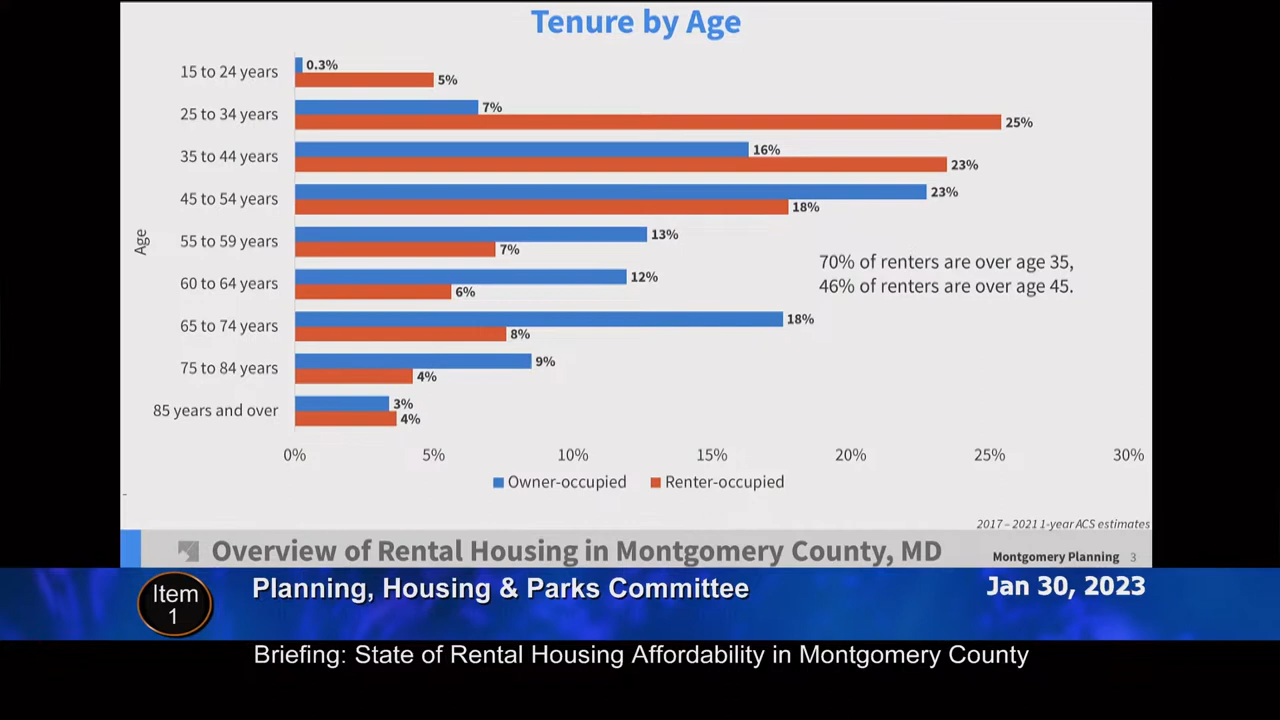 Tenure by Age
15 to 24 years
0.3%
5%
25 to 34 years
7%
25%
35 to 44 years
16%
23%
45 to 54 years
23%
18%
55 to 59 years
13%
7%
60 to 64 years
12%
6%
65 to 74 years
18%
8%
75 to 84 years
9%
4%
85 years and over
3%
4%
Age
70% of renters are over age 35,
46% of renters are over age 45.
0% 5% 10% 15% 20% 25% 30%
Owner-occupied Renter-occupied
2017 – 2021 1-year ACS estimates
Overview of Rental Housing in Montgomery County, MD
Montgomery Planning 3
Item
1
Planning, Housing & Parks Committee
Jan 30, 2023
Briefing: State of Rental Housing Affordability in Montgomery County